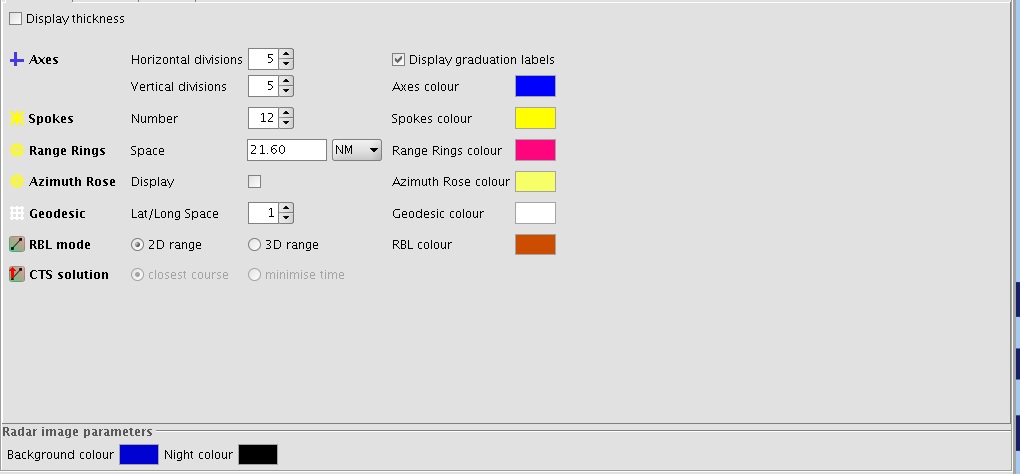 Display thickness
Axes Horizontal divisions 5 Display graduation labels
Vertical divisions 5 Axes colour
Spokes Number 12 Spokes colour
Range Rings Space 21.60 NM Range Rings colour
Azimuth Rose Display Azimuth Rose colour
Geodesic Lat/Long Space 1 Geodesic colour
RBL mode 2D range 3D range RBL colour
CTS solution closest course minimise time
Radar image parameters
Background colour Night colour